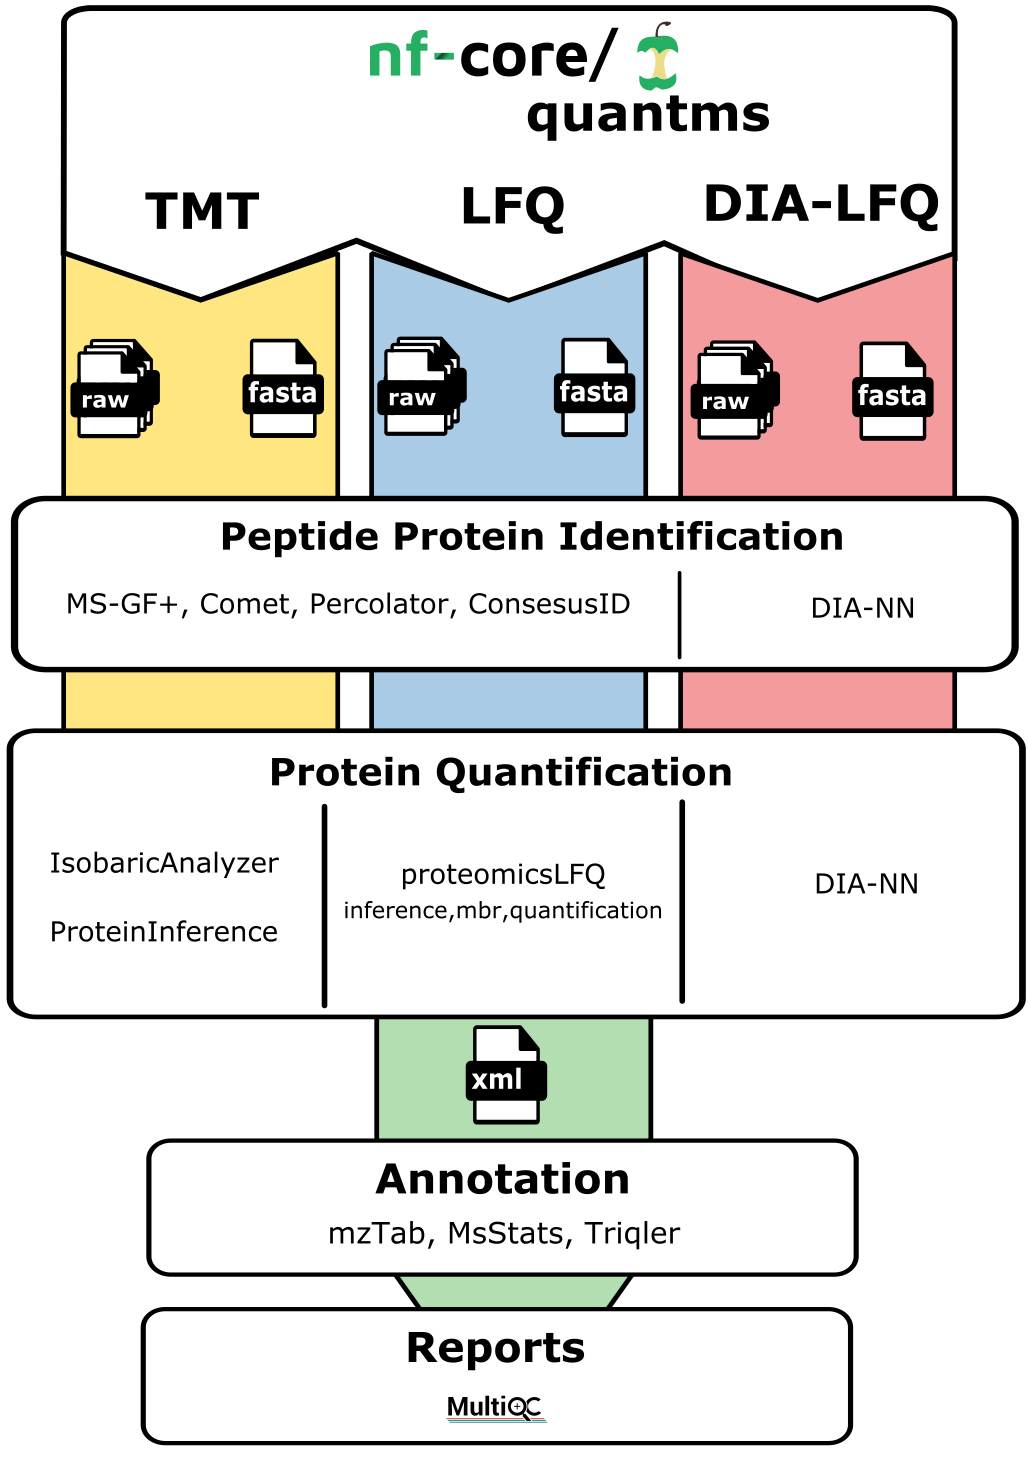 nf-core/
quantms
TMT LFQ DIA-LFQ
raw fasta raw fasta raw fasta
Peptide Protein Identification
MS-GF+, Comet, Percolator, ConsesusID DIA-NN
Protein Quantification
IsobaricAnalyzer
ProteinInference
proteomicsLFQ
inference,mbr,quantification
DIA-NN
xml
Annotation
mzTab, MsStats, Triqler
Reports
MultiQC